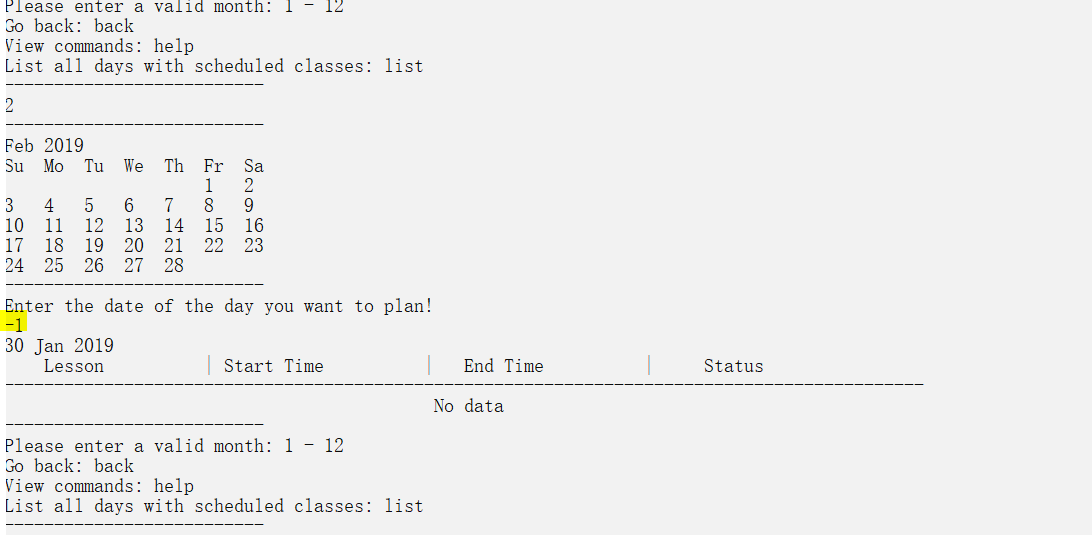 Please enter a valid month: 1 - 12
Go back: back
View commands: help
List all days with scheduled classes: list
--------------------------
2
--------------------------
Feb 2019
Su Mo Tu We Th Fr Sa
1 2
3 4 5 6 7 8 9
10 11 12 13 14 15 16
17 18 19 20 21 22 23
24 25 26 27 28
--------------------------
Enter the date of the day you want to plan!
-1
30 Jan 2019
Lesson | Start Time | End Time | Status
--------------------------------------------------------------------------------------------
No data
--------------------------
Please enter a valid month: 1 - 12
Go back: back
View commands: help
List all days with scheduled classes: list
--------------------------